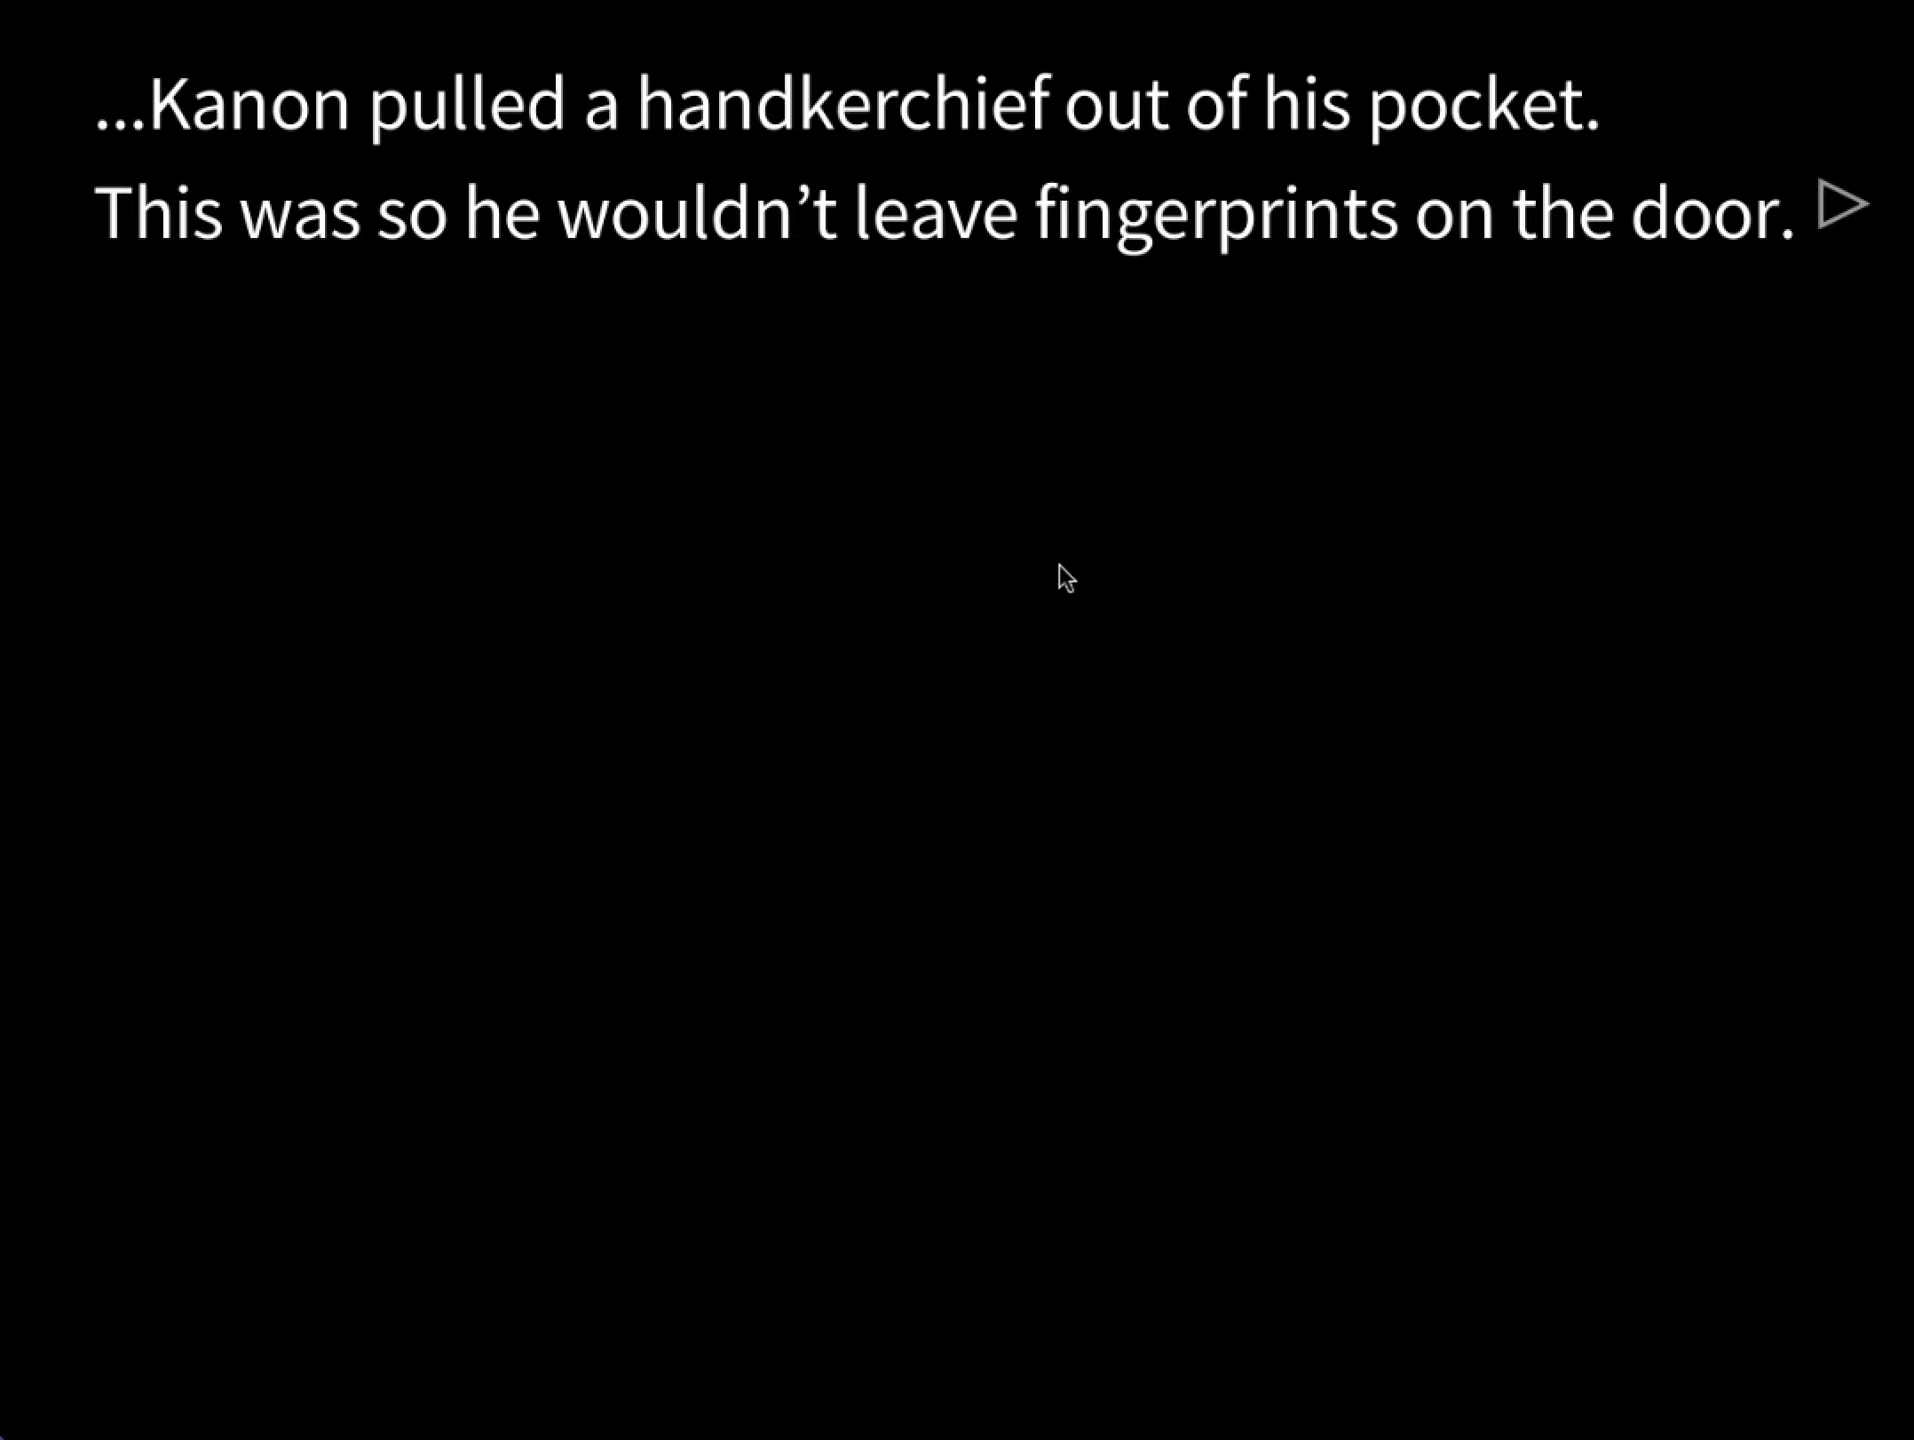 ...Kanon pulled a handkerchief out of his pocket.
This was so he wouldn’t leave fingerprints on the door.